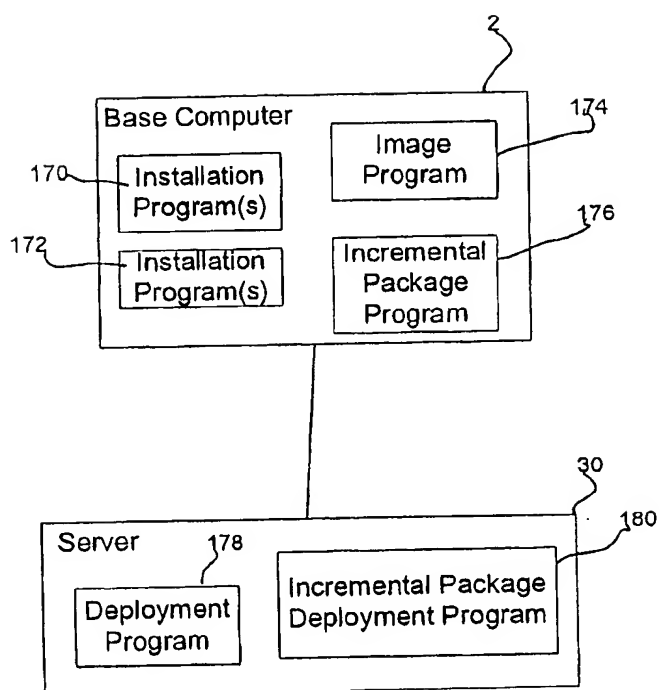 2
Base Computer
174
Image
Program
170
Installation
Program(s)
172
Installation
Program(s)
176
Incremental
Package
Program
30
Server
178
180
Deployment
Program
Incremental Package
Deployment Program